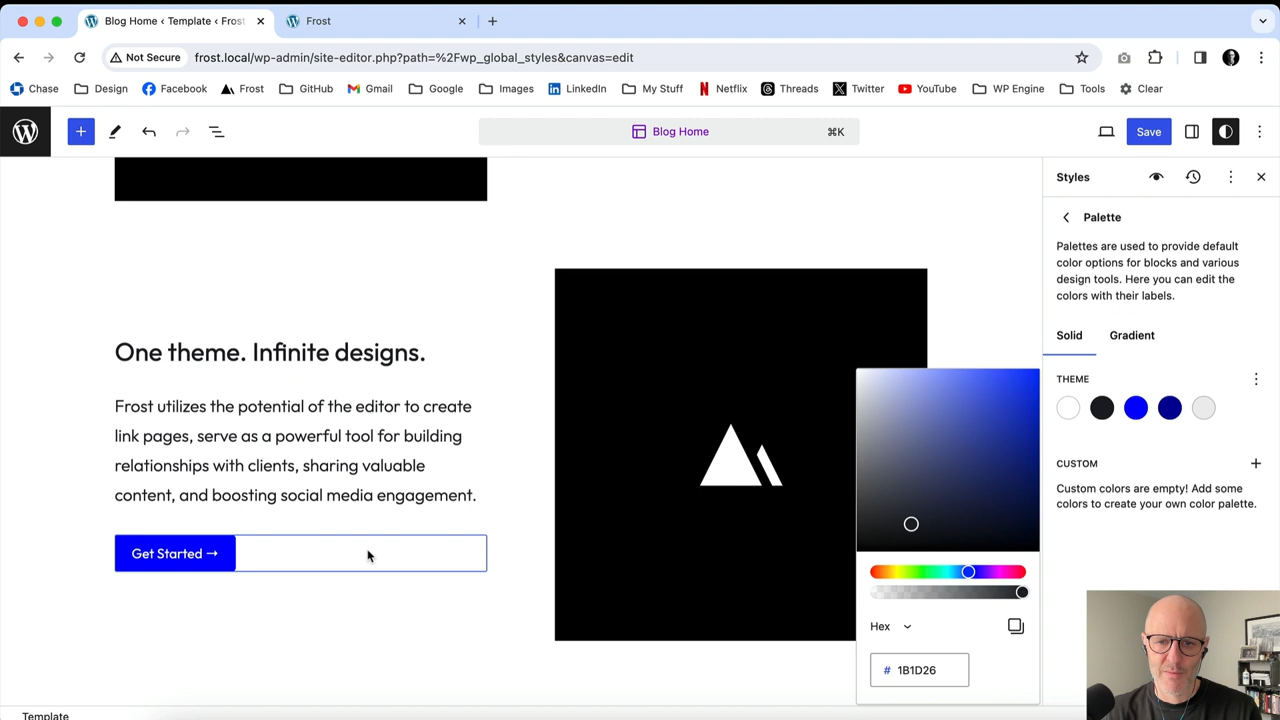 Blog Home ‹ Template ‹ Frost
Frost
Not Secure
frost.local/wp-admin/site-editor.php?path=%2Fwp_global_styles&canvas=edit
Chase
Design
Facebook
Frost
GitHub
Gmail
Google
Images
LinkedIn
My Stuff
Netflix
Threads
Twitter
YouTube
WP Engine
Tools
Clear
Blog Home
⌘K
Save
Styles
Palette
Palettes are used to provide default
color options for blocks and various
design tools. Here you can edit the
colors with their labels.
Solid
Gradient
THEME
CUSTOM
Custom colors are empty! Add some
colors to create your own color palette.
One theme. Infinite designs.
Frost utilizes the potential of the editor to create
link pages, serve as a powerful tool for building
relationships with clients, sharing valuable
content, and boosting social media engagement.
Get Started →
Hex
# 1B1D26
Template